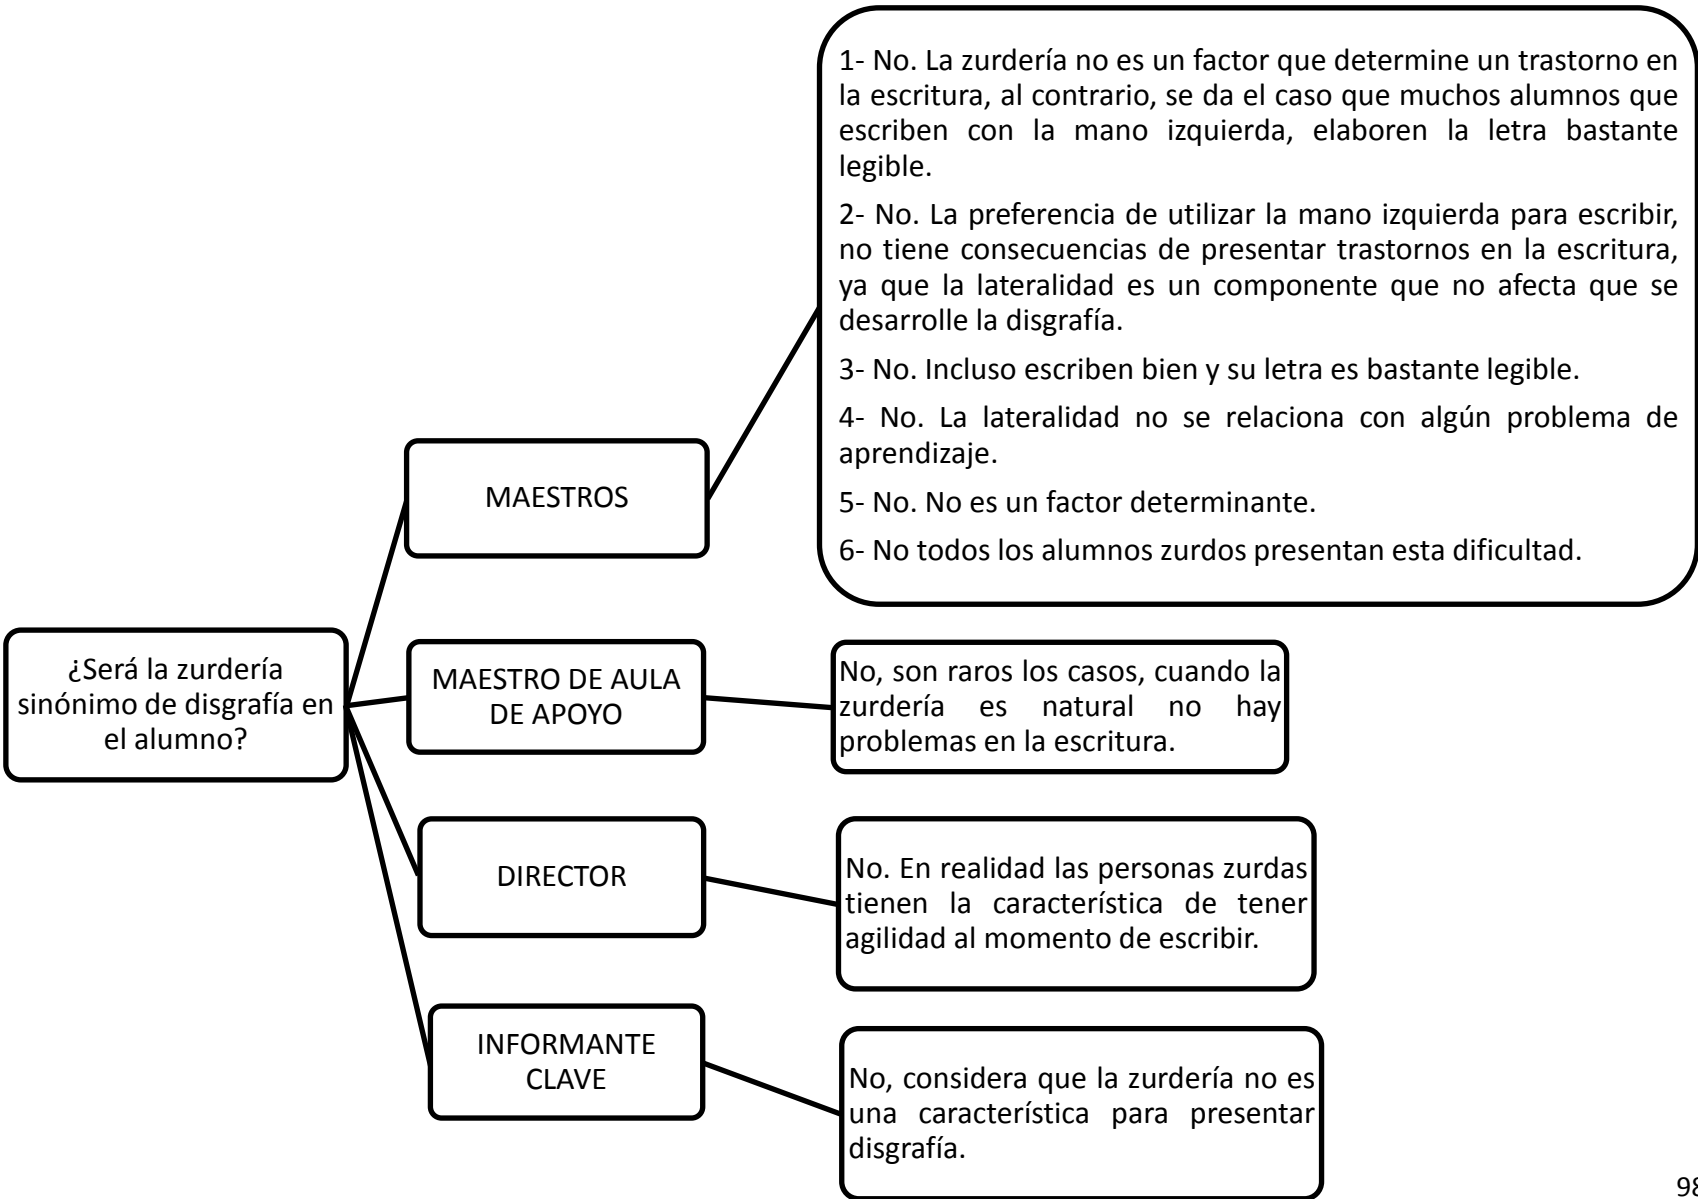 ¿Será la zurdería
sinónimo de disgrafía en
el alumno?
MAESTROS
1- No. La zurdería no es un factor que determine un trastorno en
la escritura, al contrario, se da el caso que muchos alumnos que
escriben con la mano izquierda, elaboren la letra bastante
legible.
2- No. La preferencia de utilizar la mano izquierda para escribir,
no tiene consecuencias de presentar trastornos en la escritura,
ya que la lateralidad es un componente que no afecta que se
desarrolle la disgrafía.
3- No. Incluso escriben bien y su letra es bastante legible.
4- No. La lateralidad no se relaciona con algún problema de
aprendizaje.
5- No. No es un factor determinante.
6- No todos los alumnos zurdos presentan esta dificultad.
MAESTRO DE AULA
DE APOYO
No, son raros los casos, cuando la
zurdería es natural no hay
problemas en la escritura.
DIRECTOR
No. En realidad las personas zurdas
tienen la característica de tener
agilidad al momento de escribir.
INFORMANTE
CLAVE
No, considera que la zurdería no es
una característica para presentar
disgrafía.
98